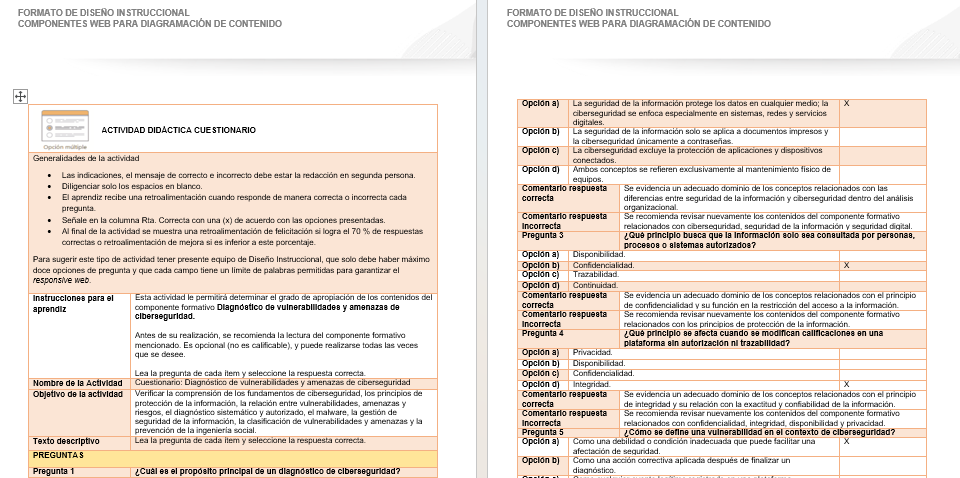 FORMATO DE DISEÑO INSTRUCCIONAL
COMPONENTES WEB PARA DIAGRAMACIÓN DE CONTENIDO
ACTIVIDAD DIDÁCTICA CUESTIONARIO
Opción múltiple
Generalidades de la actividad
• Las indicaciones, el mensaje de correcto e incorrecto debe estar la redacción en segunda persona.
• Diligenciar solo los espacios en blanco.
• El aprendiz recibe una retroalimentación cuando responde de manera correcta o incorrecta cada
pregunta.
• Señale en la columna Rta. Correcta con una (x) de acuerdo con las opciones presentadas.
• Al final de la actividad se muestra una retroalimentación de felicitación si logra el 70 % de respuestas
correctas o retroalimentación de mejora si es inferior a este porcentaje.
Para sugerir este tipo de actividad tener presente equipo de Diseño Instruccional, que solo debe haber máximo
doce opciones de pregunta y que cada campo tiene un límite de palabras permitidas para garantizar el
responsive web.
Instrucciones para el
aprendiz
Esta actividad le permitirá determinar el grado de apropiación de los contenidos del
componente formativo Diagnóstico de vulnerabilidades y amenazas de
ciberseguridad.
Antes de su realización, se recomienda la lectura del componente formativo
mencionado. Es opcional (no es calificable), y puede realizarse todas las veces
que se desee.
Lea la pregunta de cada ítem y seleccione la respuesta correcta.
Nombre de la Actividad Cuestionario: Diagnóstico de vulnerabilidades y amenazas de ciberseguridad
Objetivo de la actividad Verificar la comprensión de los fundamentos de ciberseguridad, los principios de
protección de la información, la relación entre vulnerabilidades, amenazas y
riesgos, el diagnóstico sistemático y autorizado, el malware, la gestión de
seguridad de la información, la clasificación de vulnerabilidades y amenazas y la
prevención de la ingeniería social.
Texto descriptivo Lea la pregunta de cada ítem y seleccione la respuesta correcta.
PREGUNTAS
Pregunta 1 ¿Cuál es el propósito principal de un diagnóstico de ciberseguridad?
FORMATO DE DISEÑO INSTRUCCIONAL
COMPONENTES WEB PARA DIAGRAMACIÓN DE CONTENIDO
Opción a) La seguridad de la información protege los datos en cualquier medio; la X
ciberseguridad se enfoca especialmente en sistemas, redes y servicios
digitales.
Opción b) La seguridad de la información solo se aplica a documentos impresos y
la ciberseguridad únicamente a contraseñas.
Opción c) La ciberseguridad excluye la protección de aplicaciones y dispositivos
conectados.
Opción d) Ambos conceptos se refieren exclusivamente al mantenimiento físico de
equipos.
Comentario respuesta
correcta
Se evidencia un adecuado dominio de los conceptos relacionados con las
diferencias entre seguridad de la información y ciberseguridad dentro del análisis
organizacional.
Comentario respuesta
incorrecta
Se recomienda revisar nuevamente los contenidos del componente formativo
relacionados con ciberseguridad, seguridad de la información y seguridad digital.
Pregunta 3 ¿Qué principio busca que la información solo sea consultada por personas,
procesos o sistemas autorizados?
Opción a) Disponibilidad.
Opción b) Confidencialidad. X
Opción c) Trazabilidad.
Opción d) Continuidad.
Comentario respuesta
correcta
Se evidencia un adecuado dominio de los conceptos relacionados con el principio
de confidencialidad y su función en la restricción del acceso a la información.
Comentario respuesta
incorrecta
Se recomienda revisar nuevamente los contenidos del componente formativo
relacionados con los principios de protección de la información.
Pregunta 4 ¿Qué principio se afecta cuando se modifican calificaciones en una
plataforma sin autorización ni trazabilidad?
Opción a) Privacidad.
Opción b) Disponibilidad.
Opción c) Confidencialidad.
Opción d) Integridad. X
Comentario respuesta
correcta
Se evidencia un adecuado dominio de los conceptos relacionados con el principio
de integridad y su relación con la exactitud y confiabilidad de la información.
Comentario respuesta
incorrecta
Se recomienda revisar nuevamente los contenidos del componente formativo
relacionados con confidencialidad, integridad, disponibilidad y privacidad.
Pregunta 5 ¿Cómo se define una vulnerabilidad en el contexto de ciberseguridad?
Opción a) Como una debilidad o condición inadecuada que puede facilitar una X
afectación de seguridad.
Opción b) Como una acción correctiva aplicada después de finalizar un
diagnóstico.